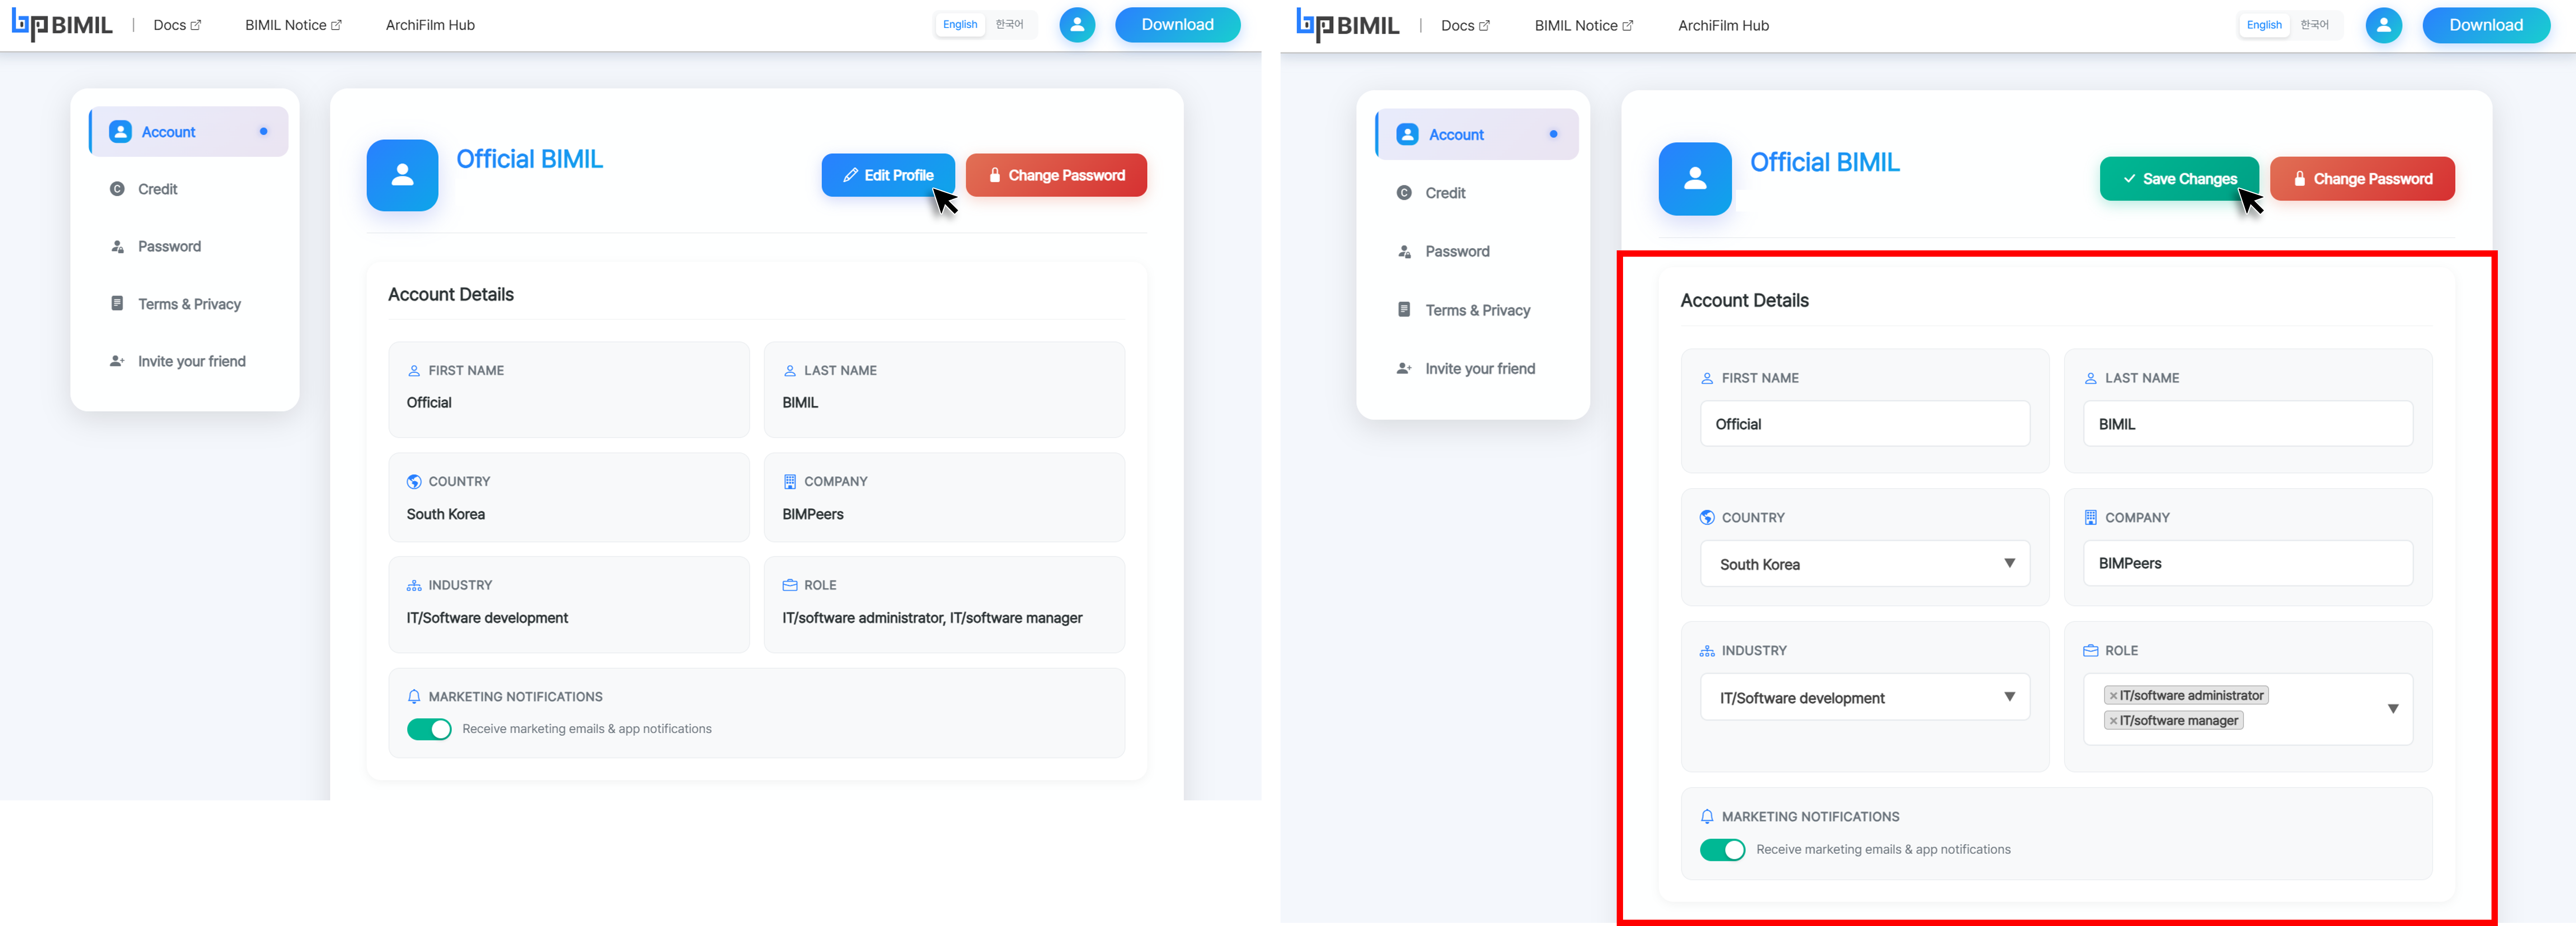 bp BIMIL | Docs BIMIL Notice ArchiFilm Hub English 한국어 Download
Account
Credit
Password
Terms & Privacy
Invite your friend
Official BIMIL
Edit Profile
Change Password
Account Details
FIRST NAME
Official
LAST NAME
BIMIL
COUNTRY
South Korea
COMPANY
BIMPeers
INDUSTRY
IT/Software development
ROLE
IT/software administrator, IT/software manager
MARKETING NOTIFICATIONS
Receive marketing emails & app notifications
bp BIMIL | Docs BIMIL Notice ArchiFilm Hub English 한국어 Download
Account
Credit
Password
Terms & Privacy
Invite your friend
Official BIMIL
Save Changes
Change Password
Account Details
FIRST NAME
Official
LAST NAME
BIMIL
COUNTRY
South Korea
COMPANY
BIMPeers
INDUSTRY
IT/Software development
ROLE
×IT/software administrator
×IT/software manager
MARKETING NOTIFICATIONS
Receive marketing emails & app notifications